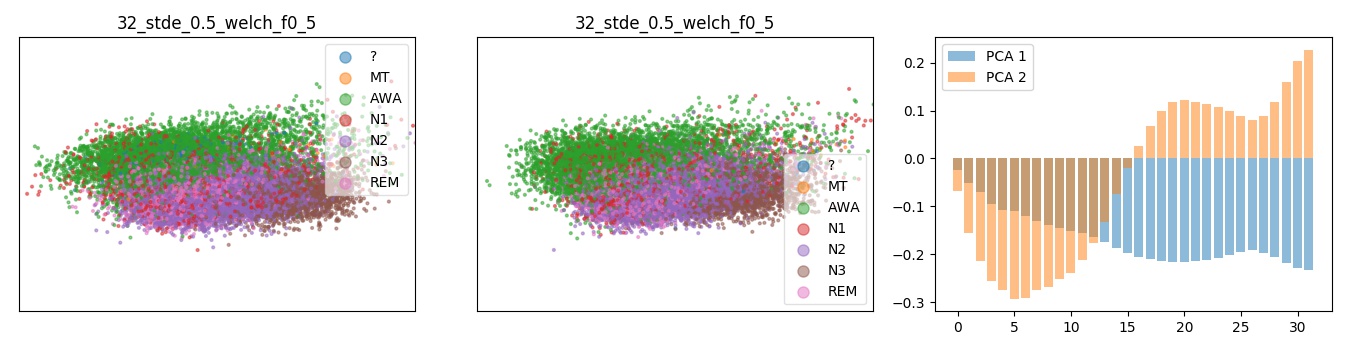 32_stde_0.5_welch_f0_5
?
MT
AWA
N1
N2
N3
REM
32_stde_0.5_welch_f0_5
?
MT
AWA
N1
N2
N3
REM
PCA 1
PCA 2
0.2
0.1
0.0
−0.1
−0.2
−0.3
0 5 10 15 20 25 30